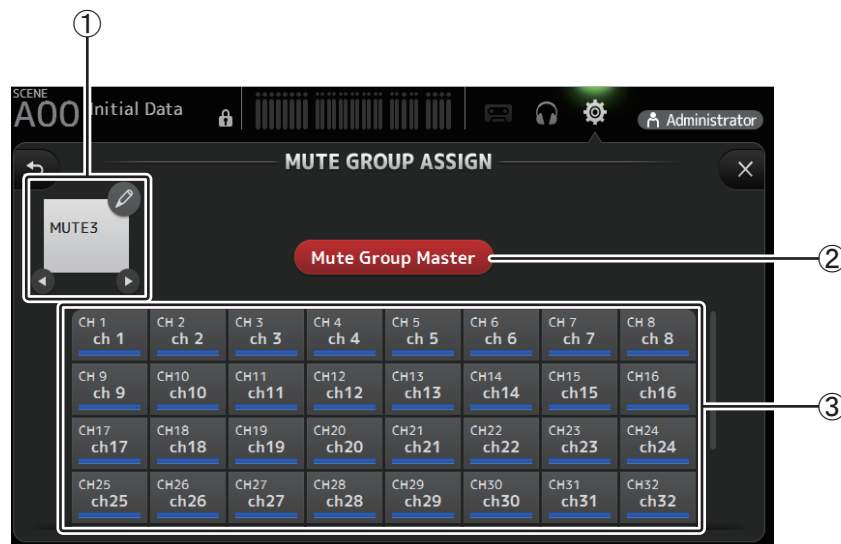 ①
SCENE
A00 Initial Data
Administrator
MUTE GROUP ASSIGN
MUTE3
Mute Group Master
②
CH 1 CH 2 CH 3 CH 4 CH 5 CH 6 CH 7 CH 8
ch 1 ch 2 ch 3 ch 4 ch 5 ch 6 ch 7 ch 8
CH 9 CH10 CH11 CH12 CH13 CH14 CH15 CH16
ch 9 ch10 ch11 ch12 ch13 ch14 ch15 ch16
③
CH17 CH18 CH19 CH20 CH21 CH22 CH23 CH24
ch17 ch18 ch19 ch20 ch21 ch22 ch23 ch24
CH25 CH26 CH27 CH28 CH29 CH30 CH31 CH32
ch25 ch26 ch27 ch28 ch29 ch30 ch31 ch32